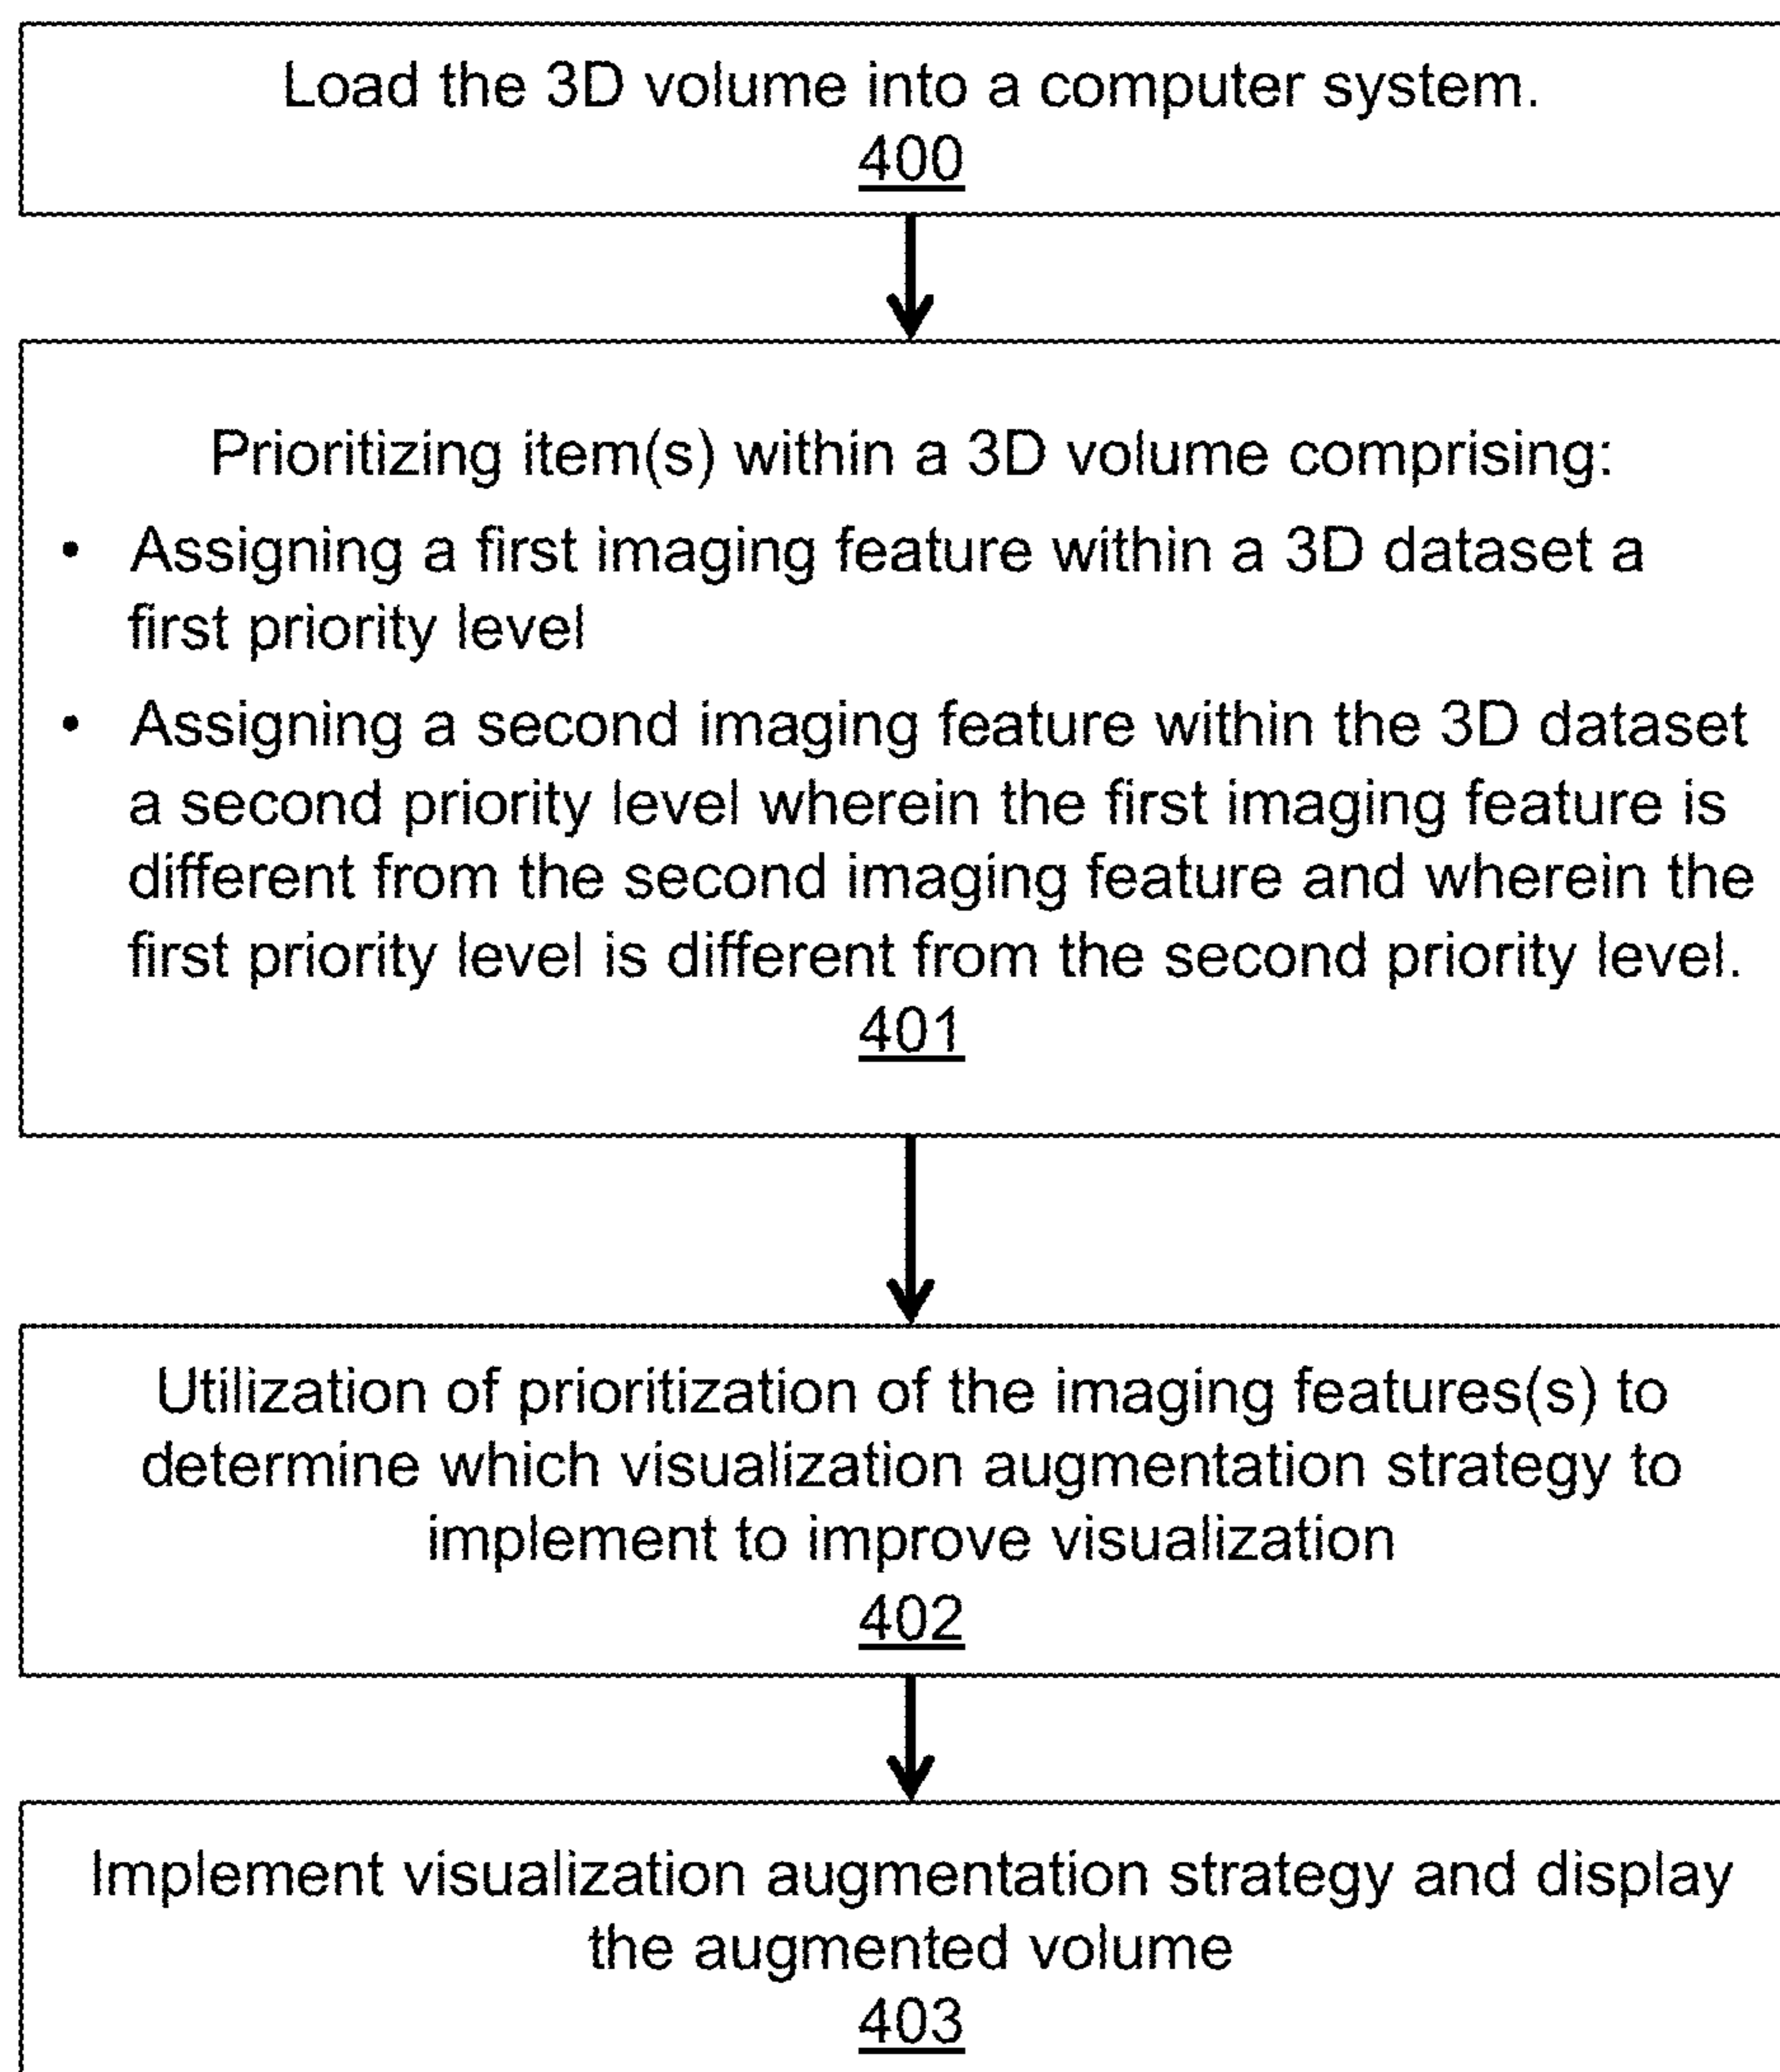 Load the 3D volume into a computer system.
400
Prioritizing item(s) within a 3D volume comprising:
• Assigning a first imaging feature within a 3D dataset a
first priority level
• Assigning a second imaging feature within the 3D dataset
a second priority level wherein the first imaging feature is
different from the second imaging feature and wherein the
first priority level is different from the second priority level.
401
Utilization of prioritization of the imaging features(s) to
determine which visualization augmentation strategy to
implement to improve visualization
402
Implement visualization augmentation strategy and display
the augmented volume
403